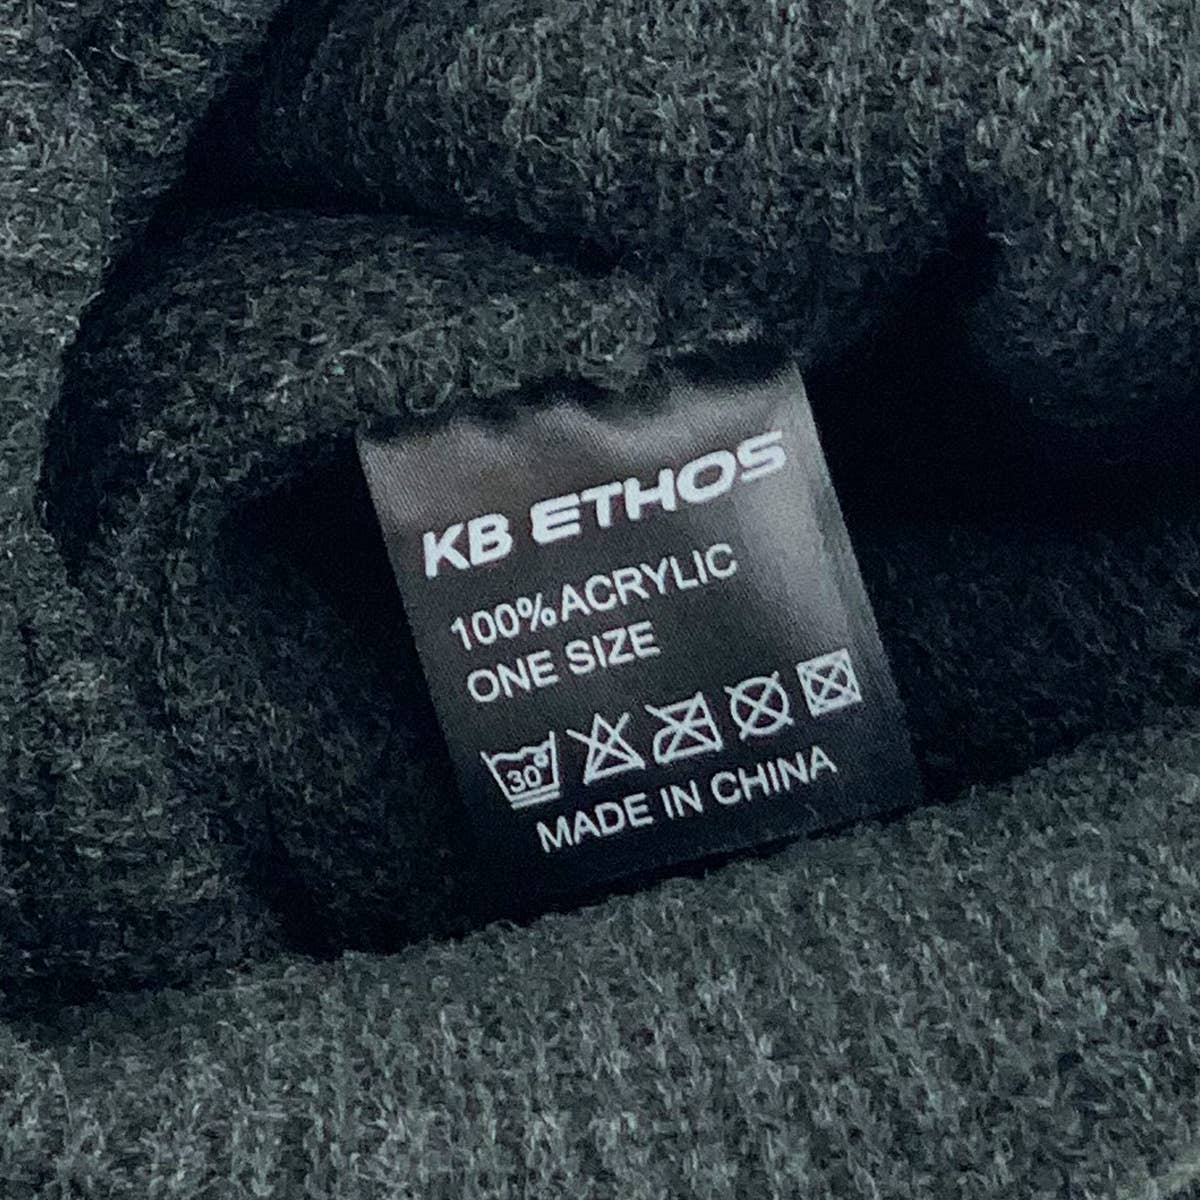 KB ETHOS
100% ACRYLIC
ONE SIZE
30°
MADE IN CHINA